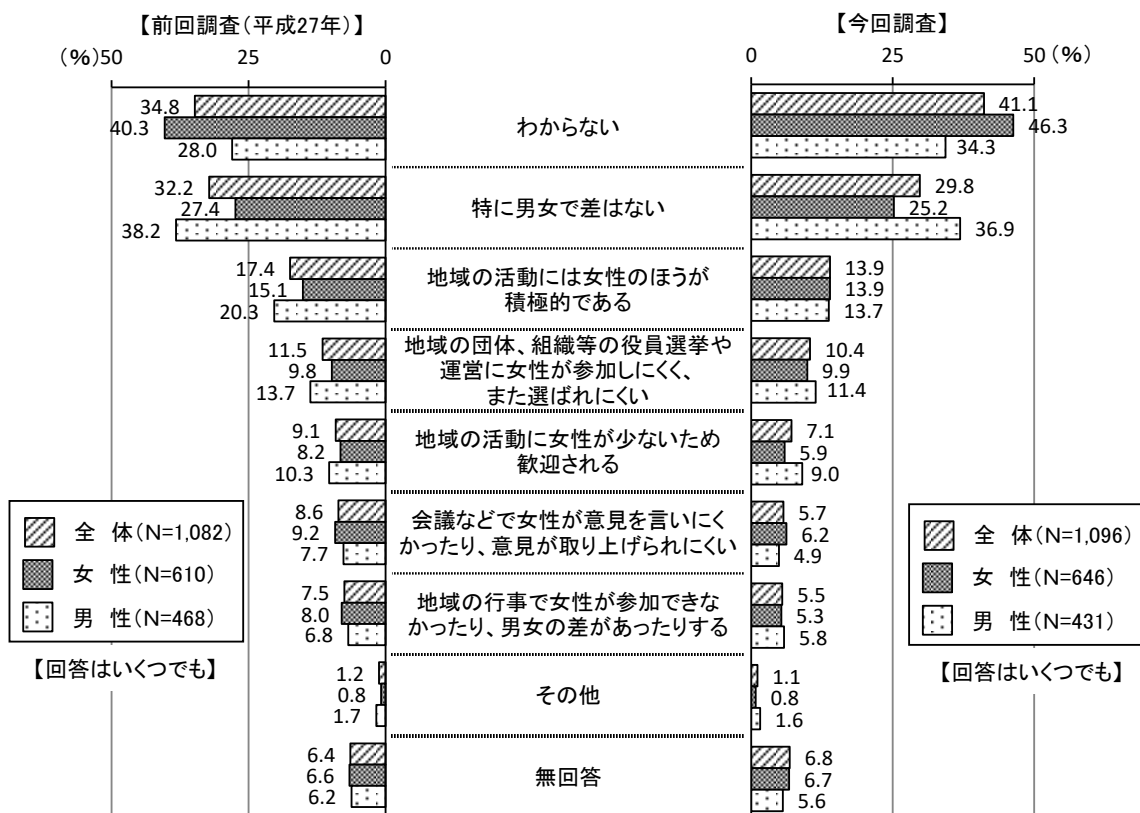 【前回調査(平成27年)】
【今回調査】
(%)50
25
0
0
25
50(%)
34.8
40.3
28.0
わからない
41.1
46.3
34.3
32.2
27.4
38.2
特に男女で差はない
29.8
25.2
36.9
17.4
15.1
20.3
地域の活動には女性のほうが
積極的である
13.9
13.9
13.7
11.5
9.8
13.7
地域の団体、組織等の役員選挙や
運営に女性が参加しにくく、
また選ばれにくい
10.4
9.9
11.4
9.1
8.2
10.3
地域の活動に女性が少ないため
歓迎される
7.1
5.9
9.0
8.6
9.2
7.7
会議などで女性が意見を言いにく
かったり、意見が取り上げられにくい
5.7
6.2
4.9
7.5
8.0
6.8
地域の行事で女性が参加できな
かったり、男女の差があったりする
5.5
5.3
5.8
1.2
0.8
1.7
その他
1.1
0.8
1.6
6.4
6.6
6.2
無回答
6.8
6.7
5.6
全 体(N=1,082)
女 性(N=610)
男 性(N=468)
【回答はいくつでも】
全 体(N=1,096)
女 性(N=646)
男 性(N=431)
【回答はいくつでも】